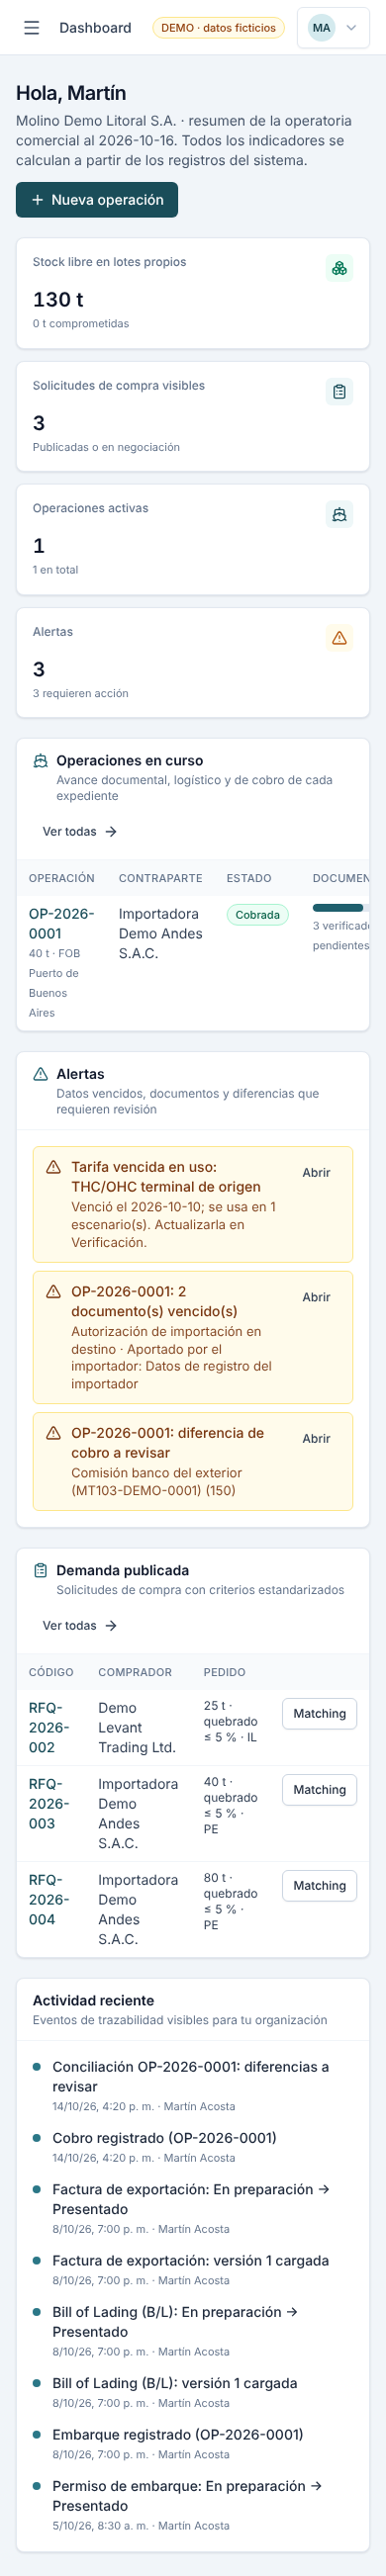 Dashboard
DEMO · datos ficticios
MA
Hola, Martín
Molino Demo Litoral S.A. · resumen de la operatoria
comercial al 2026-10-16. Todos los indicadores se
calculan a partir de los registros del sistema.
Nueva operación
Stock libre en lotes propios
130 t
0 t comprometidas
Solicitudes de compra visibles
3
Publicadas o en negociación
Operaciones activas
1
1 en total
Alertas
3
3 requieren acción
Operaciones en curso
Avance documental, logístico y de cobro de cada
expediente
Ver todas →
OPERACIÓN CONTRAPARTE ESTADO DOCUMEN
OP-2026-
0001
40 t · FOB
Puerto de
Buenos
Aires
Importadora
Demo Andes
S.A.C.
Cobrada
3 verificado
pendientes
Alertas
Datos vencidos, documentos y diferencias que
requieren revisión
Tarifa vencida en uso:
THC/OHC terminal de origen
Venció el 2026-10-10; se usa en 1
escenario(s). Actualizarla en
Verificación.
Abrir
OP-2026-0001: 2
documento(s) vencido(s)
Autorización de importación en
destino · Aportado por el
importador: Datos de registro del
importador
Abrir
OP-2026-0001: diferencia de
cobro a revisar
Comisión banco del exterior
(MT103-DEMO-0001) (150)
Abrir
Demanda publicada
Solicitudes de compra con criterios estandarizados
Ver todas →
CÓDIGO COMPRADOR PEDIDO
RFQ-
2026-
002
Demo
Levant
Trading Ltd.
25 t ·
quebrado
≤ 5 % · IL
Matching
RFQ-
2026-
003
Importadora
Demo
Andes
S.A.C.
40 t ·
quebrado
≤ 5 % ·
PE
Matching
RFQ-
2026-
004
Importadora
Demo
Andes
S.A.C.
80 t ·
quebrado
≤ 5 % ·
PE
Matching
Actividad reciente
Eventos de trazabilidad visibles para tu organización
Conciliación OP-2026-0001: diferencias a
revisar
14/10/26, 4:20 p. m. · Martín Acosta
Cobro registrado (OP-2026-0001)
14/10/26, 4:20 p. m. · Martín Acosta
Factura de exportación: En preparación →
Presentado
8/10/26, 7:00 p. m. · Martín Acosta
Factura de exportación: versión 1 cargada
8/10/26, 7:00 p. m. · Martín Acosta
Bill of Lading (B/L): En preparación →
Presentado
8/10/26, 7:00 p. m. · Martín Acosta
Bill of Lading (B/L): versión 1 cargada
8/10/26, 7:00 p. m. · Martín Acosta
Embarque registrado (OP-2026-0001)
8/10/26, 7:00 p. m. · Martín Acosta
Permiso de embarque: En preparación →
Presentado
5/10/26, 8:30 a. m. · Martín Acosta